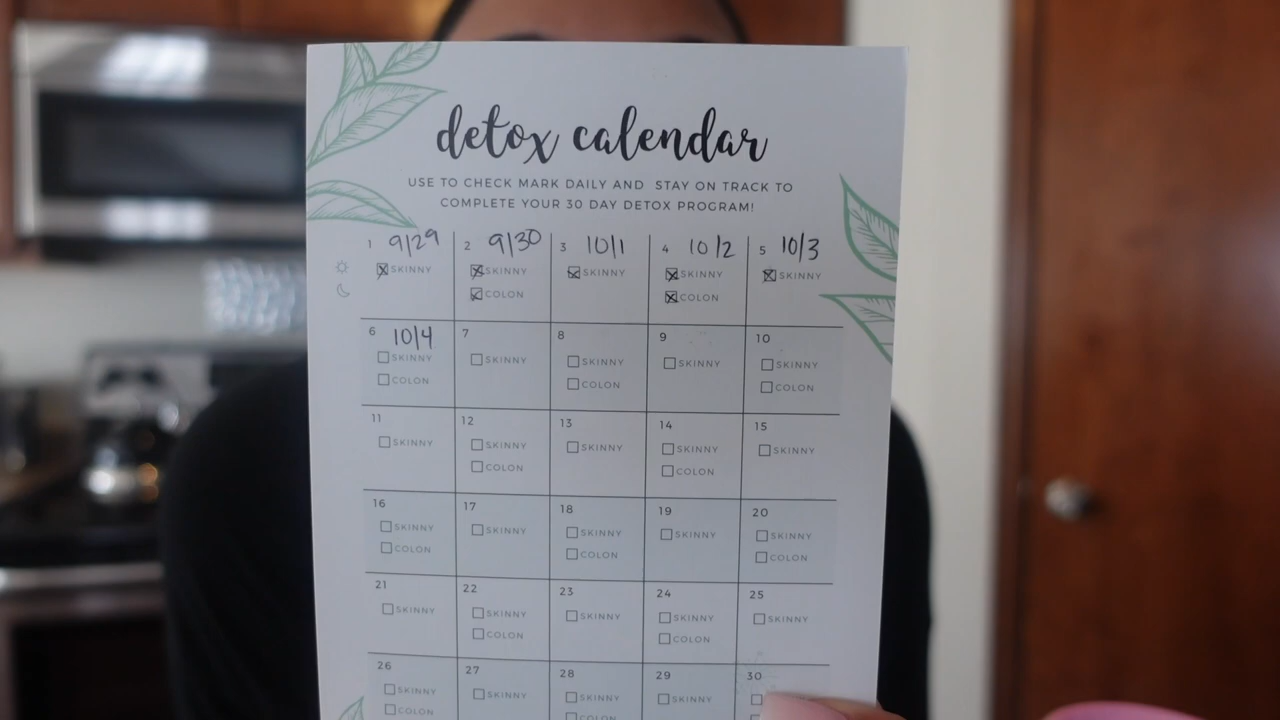 detox calendar
USE TO CHECK MARK DAILY AND STAY ON TRACK TO
COMPLETE YOUR 30 DAY DETOX PROGRAM!
1 9/29 2 9/30 3 10/1 4 10/2 5 10/3
SKINNY SKINNY SKINNY SKINNY SKINNY
COLON COLON
6 10/4 7 8 9 10
SKINNY SKINNY SKINNY SKINNY SKINNY
COLON COLON COLON
11 12 13 14 15
SKINNY SKINNY SKINNY SKINNY SKINNY
COLON COLON
16 17 18 19 20
SKINNY SKINNY SKINNY SKINNY SKINNY
COLON COLON COLON
21 22 23 24 25
SKINNY SKINNY SKINNY SKINNY SKINNY
COLON COLON
26 27 28 29 30
SKINNY SKINNY SKINNY SKINNY
COLON COLON